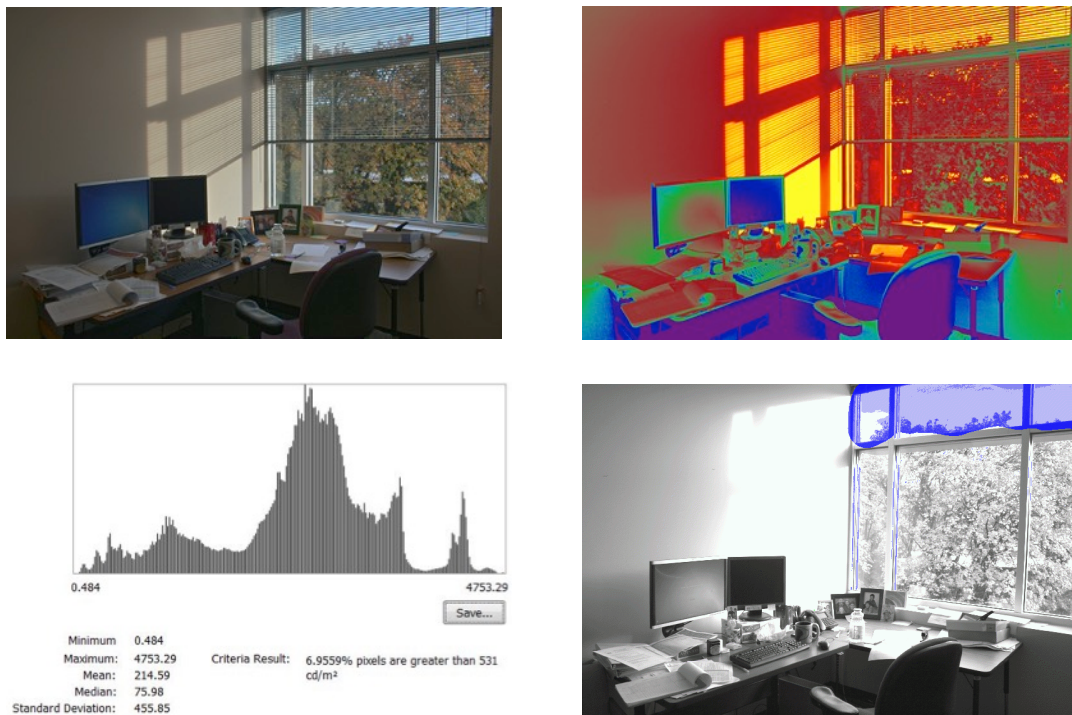 0.484
4753.29
Save...
Minimum 0.484
Maximum: 4753.29 Criteria Result: 6.9559% pixels are greater than 531
cd/m²
Mean: 214.59
Median: 75.98
Standard Deviation: 455.85